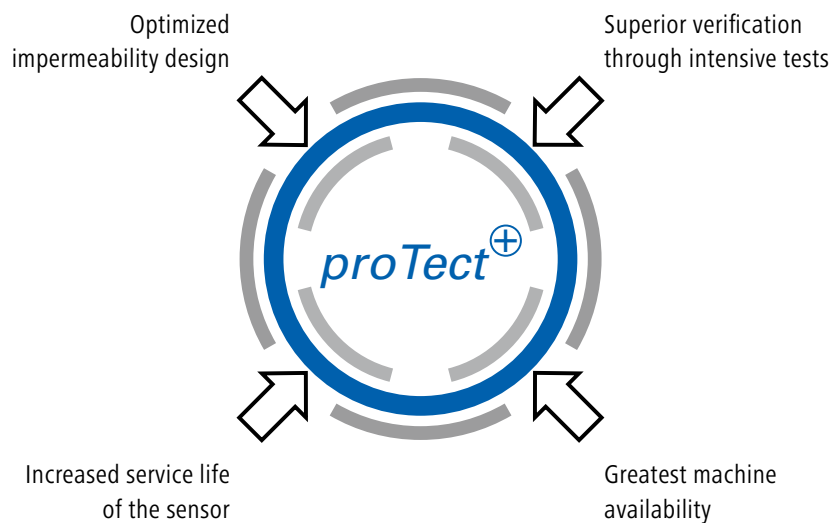 Optimized
impermeability design
Superior verification
through intensive tests
proTect⊕
Increased service life
of the sensor
Greatest machine
availability